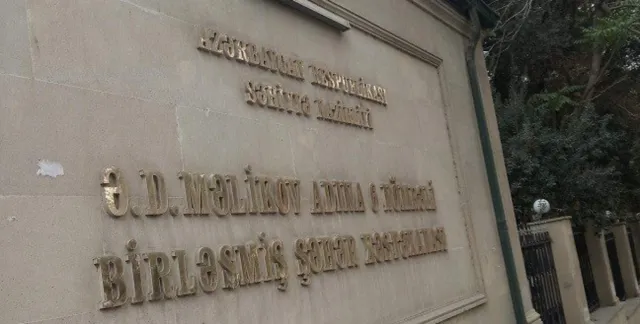 AZƏRBAYCAN RESPUBLİKASI
SƏHİYYƏ NAZİRLİYİ
Ə.D.MƏLİKOV ADINA 6 NÖMRƏLİ
BİRLƏŞMİŞ ŞƏHƏR XƏSTƏXANASI